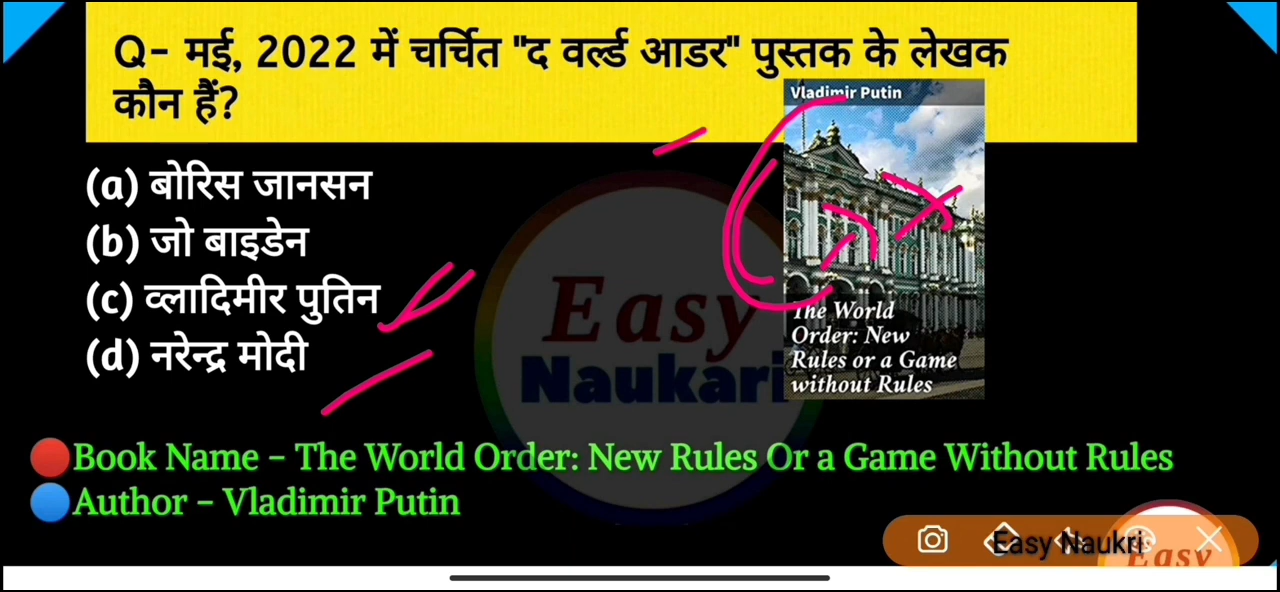 Q- मई, 2022 में चर्चित "द वर्ल्ड आडर" पुस्तक के लेखक
कौन हैं?
Vladimir Putin
(a) बोरिस जानसन
(b) जो बाइडेन
(c) व्लादिमीर पुतिन
(d) नरेन्द्र मोदी
Easy
Naukari
The World
Order: New
Rules or a Game
without Rules
Book Name - The World Order: New Rules Or a Game Without Rules
Author - Vladimir Putin
Easy Naukri
Easy